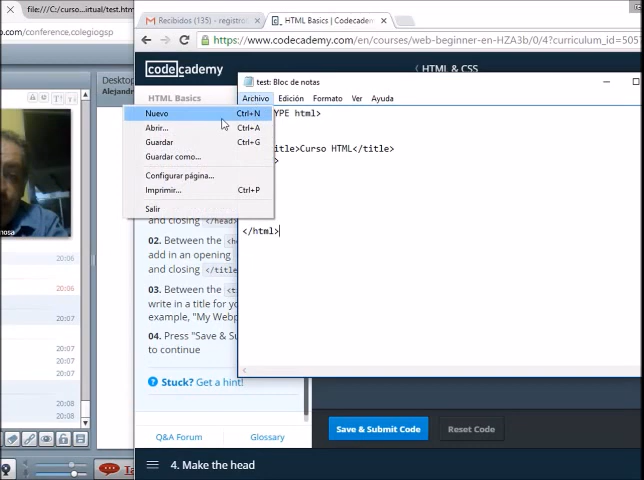 file:///C:/curso...irtual/test.htm
p.com/conference.colegiogsp
Desktop
Alejandr
nosa
20:06
20:06
20:07
20:07
20:07
20:08
20:08
Recibidos (135) - registro
HTML Basics | Codecadem
https://www.codecademy.com/en/courses/web-beginner-en-HZA3b/0/4?curriculum_id=505
codecademy
HTML & CSS
HTML Basics
test: Bloc de notas
Archivo Edición Formato Ver Ayuda
Nuevo Ctrl+N
Abrir... Ctrl+A
Guardar Ctrl+G
Guardar como...
Configurar página...
Imprimir... Ctrl+P
Salir
YPE html>
itle>Curso HTML</title>
>
</html>
and closing </head>
02. Between the <h
add in an opening
and closing </title
03. Between the <t
write in a title for yo
example, "My Webp
04. Press "Save & Su
to continue
Stuck? Get a hint!
Q&A Forum Glossary
Save & Submit Code
Reset Code
4. Make the head